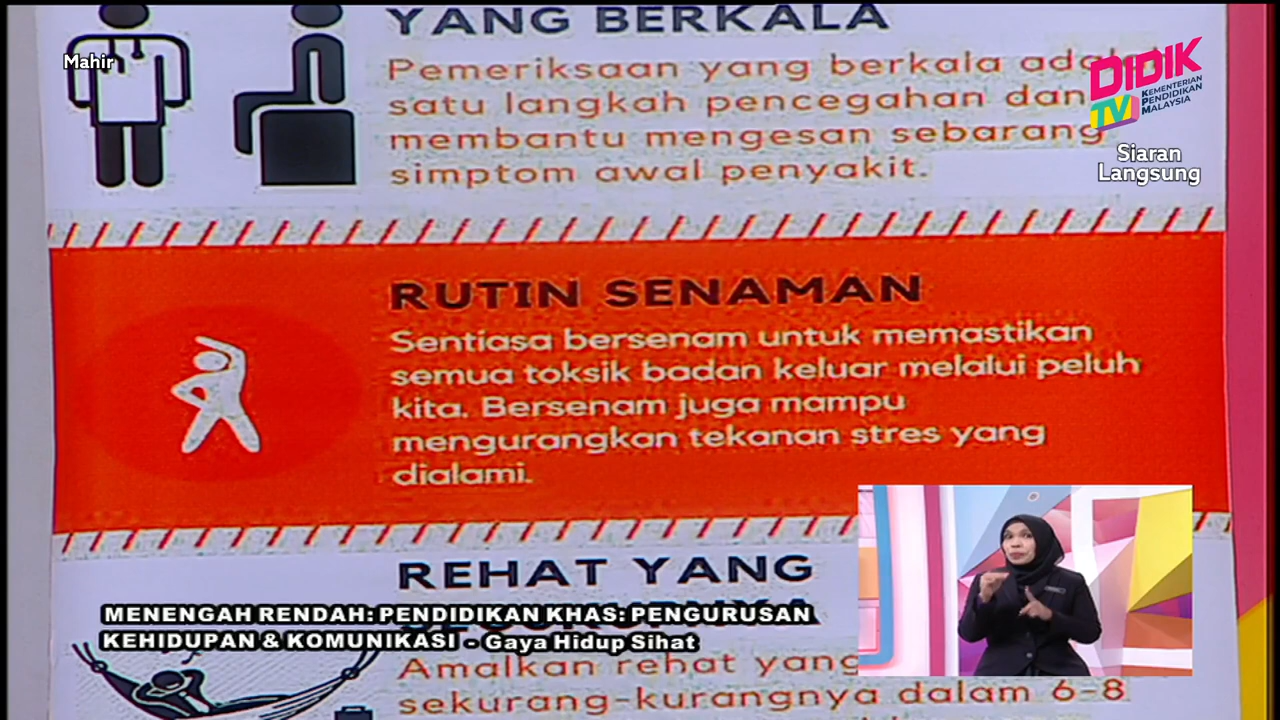 YANG BERKALA
Mahir
Pemeriksaan yang berkala
satu langkah pencegahan dan
membantu mengesan sebarang
simptom awal penyakit.
DIDIK
TV
KEMENTERIAN
PENDIDIKAN
MALAYSIA
Siaran
Langsung
RUTIN SENAMAN
Sentiasa bersenam untuk memastikan
semua toksik badan keluar melalui peluh
kita. Bersenam juga mampu
mengurangkan tekanan stres yang
dialami.
REHAT YANG
MENENGAH RENDAH: PENDIDIKAN KHAS: PENGURUSAN
KEHIDUPAN & KOMUNIKASI - Gaya Hidup Sihat
Amalkan rehat yang
sekurang-kurangnya dalam 6-8